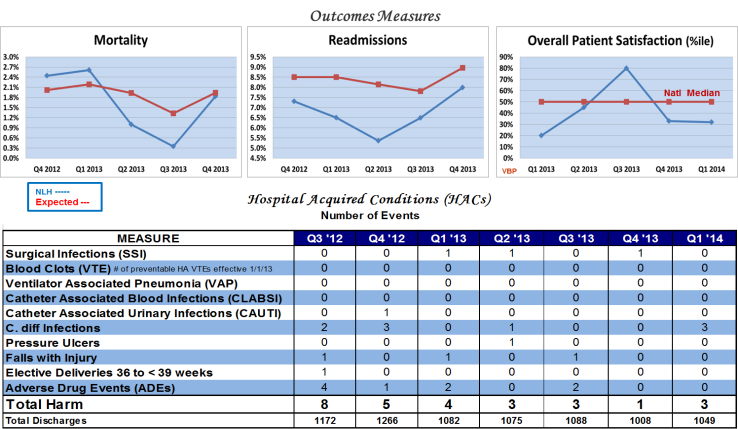 Outcomes Measures
Mortality
3.0%
2.7%
2.4%
2.1%
1.8%
1.5%
1.2%
0.9%
0.6%
0.3%
0.0%
Q4 2012 Q1 2013 Q2 2013 Q3 2013 Q4 2013
Readmissions
9.5%
9.0%
8.5%
8.0%
7.5%
7.0%
6.5%
6.0%
5.5%
5.0%
4.5%
Q4 2012 Q1 2013 Q2 2013 Q3 2013 Q4 2013
Overall Patient Satisfaction (%ile)
90%
80%
70%
60%
50%
40%
30%
20%
10%
0%
Natl Median
Q1 2013 Q2 2013 Q3 2013 Q4 2013 Q1 2014
VBP
NLH -----
Expected ---
Hospital Acquired Conditions (HACs)
Number of Events
MEASURE Q3 '12 Q4 '12 Q1 '13 Q2 '13 Q3 '13 Q4 '13 Q1 '14
Surgical Infections (SSI) 0 0 1 1 0 1 0
Blood Clots (VTE) # of preventable HA VTEs effective 1/1/13 0 0 0 0 0 0 0
Ventilator Associated Pneumonia (VAP) 0 0 0 0 0 0 0
Catheter Associated Blood Infections (CLABSI) 0 0 0 0 0 0 0
Catheter Associated Urinary Infections (CAUTI) 0 1 0 0 0 0 0
C. diff Infections 2 3 0 1 0 0 3
Pressure Ulcers 0 0 0 1 0 0 0
Falls with Injury 1 0 1 0 1 0 0
Elective Deliveries 36 to < 39 weeks 1 0 0 0 0 0 0
Adverse Drug Events (ADEs) 4 1 2 0 2 0 0
Total Harm 8 5 4 3 3 1 3
Total Discharges 1172 1266 1082 1075 1088 1008 1049